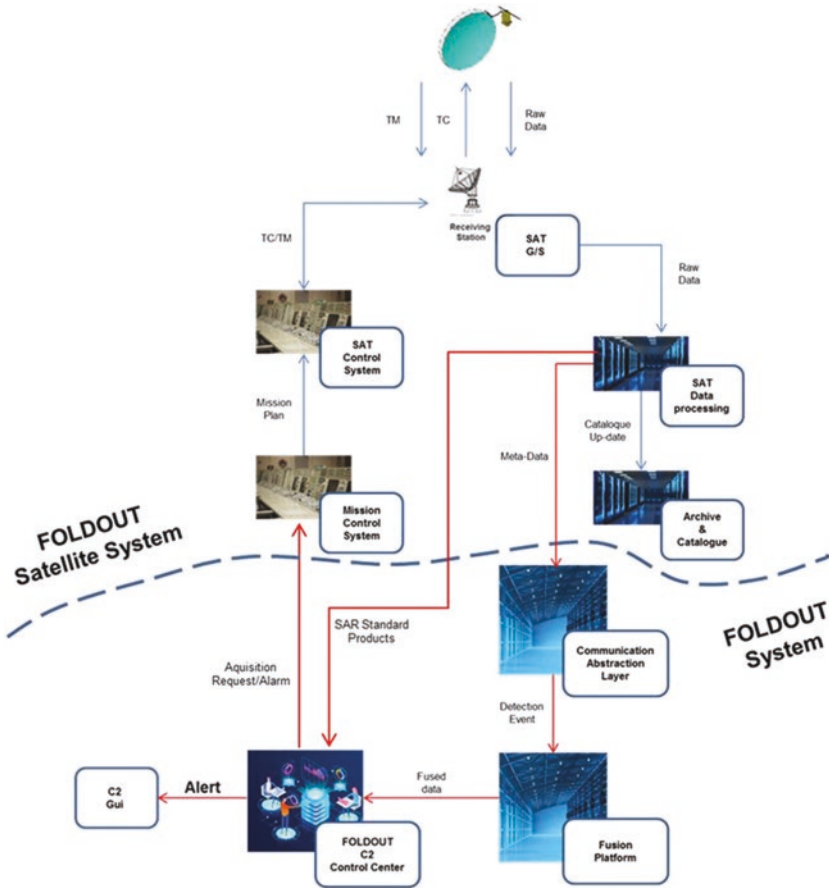 TM
TC
Raw
Data
Receiving
Station
SAT
G/S
TC/TM
Raw
Data
SAT
Control
System
SAT
Data
processing
Mission
Plan
Catalogue
Up-date
Meta-Data
Mission
Control
System
Archive
&
Catalogue
FOLDOUT
Satellite System
FOLDOUT
System
SAR Standard
Products
Communication
Abstraction
Layer
Aquisition
Request/Alarm
Detection
Event
C2
Gui
Alert
Fused
data
FOLDOUT
C2
Control Center
Fusion
Platform